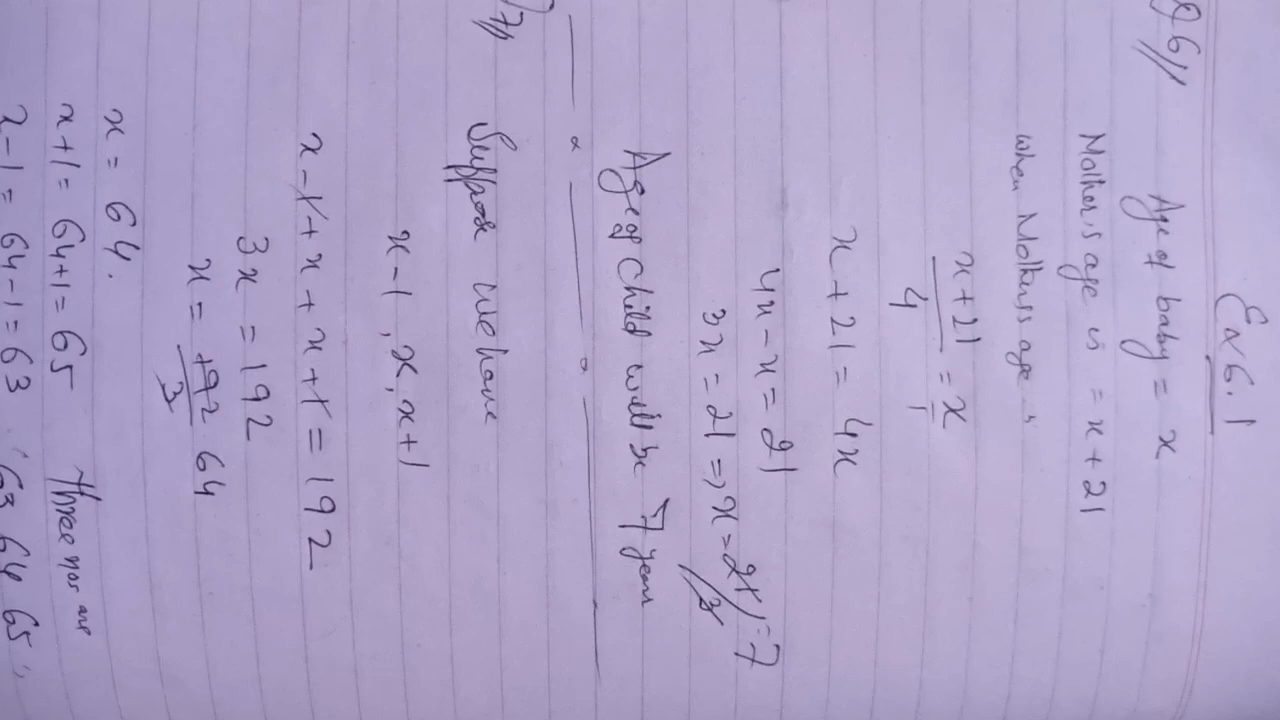 Ex 6.1
Q6// Age of baby = x
Mother,s age is = x + 21
when Mothers age
x+21/4 = x/1
x + 21 = 4x
4x - x = 21
3x = 21 => x = 21/3 = 7
Age of child will be 7 years
Q7// Suppose we have
x-1, x, x+1
x-1 + x + x+1 = 192
3x = 192
x = 192/3 64
x = 64.
x+1 = 64+1 = 65 Three nos are
x-1 = 64-1 = 63 63 64 65